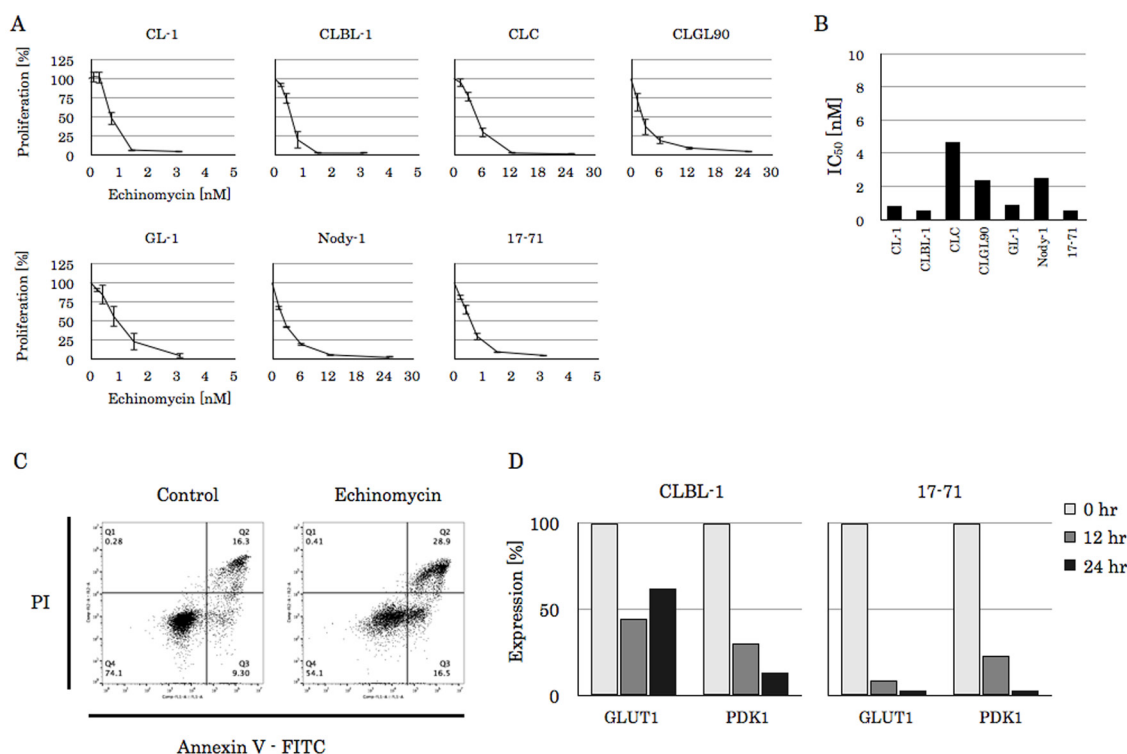 A
CL-1 CLBL-1 CLC CLGL90
Proliferation [%]
125
100
75
50
25
0
0 1 2 3 4 5 0 1 2 3 4 5 0 6 12 18 24 30 0 6 12 18 24 30
Echinomycin [nM]
GL-1 Nody-1 17-71
Proliferation [%]
125
100
75
50
25
0
0 1 2 3 4 5 0 6 12 18 24 30 0 1 2 3 4 5
Echinomycin [nM]
B
IC50 [nM]
10
8
6
4
2
0
CL-1 CLBL-1 CLC CLGL90 GL-1 Nody-1 17-71
C
Control Echinomycin
Q1 Q2 Q1 Q2
0.28 16.3 0.41 28.9
PI
Q4 Q3 Q4 Q3
74.1 9.30 54.1 16.5
Annexin V - FITC
D
CLBL-1 17-71
0 hr
12 hr
24 hr
Expression [%]
100
50
0
GLUT1 PDK1 GLUT1 PDK1